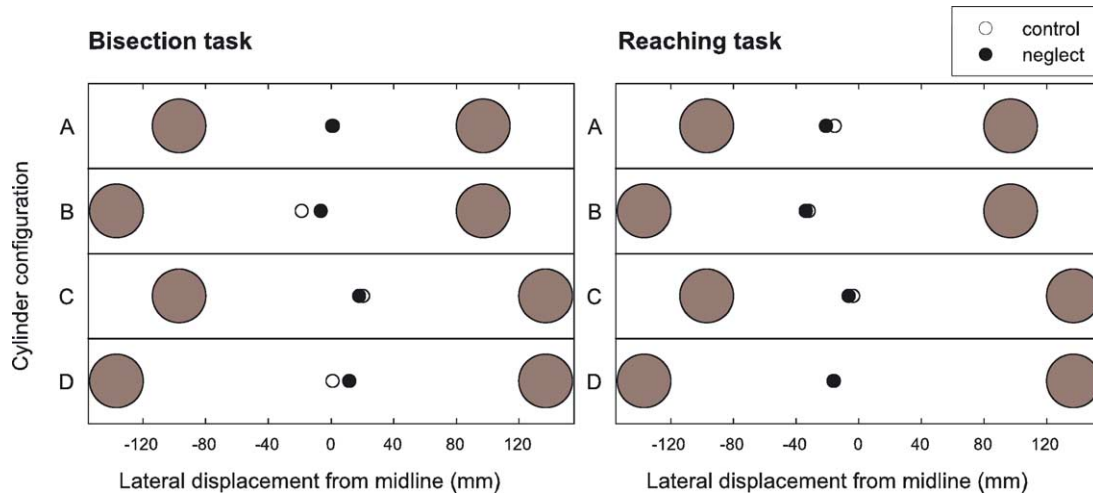 Bisection task
Reaching task
control
neglect
Cylinder configuration
A
B
C
D
A
B
C
D
-120 -80 -40 0 40 80 120
-120 -80 -40 0 40 80 120
Lateral displacement from midline (mm)
Lateral displacement from midline (mm)